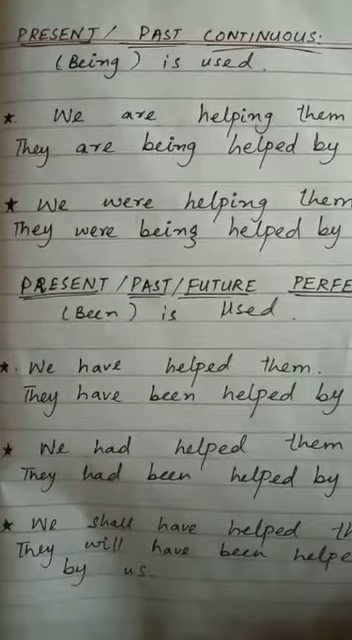 PRESENT / PAST CONTINUOUS:
(Being) is used.
★. We are helping them
They are being helped by
★ We were helping them
They were being helped by
PRESENT / PAST / FUTURE PERFE
(Been) is used.
★. We have helped them.
They have been helped by
★ We had helped them
They had been helped by
★ We shall have helped th
They will have been helpe
by us.